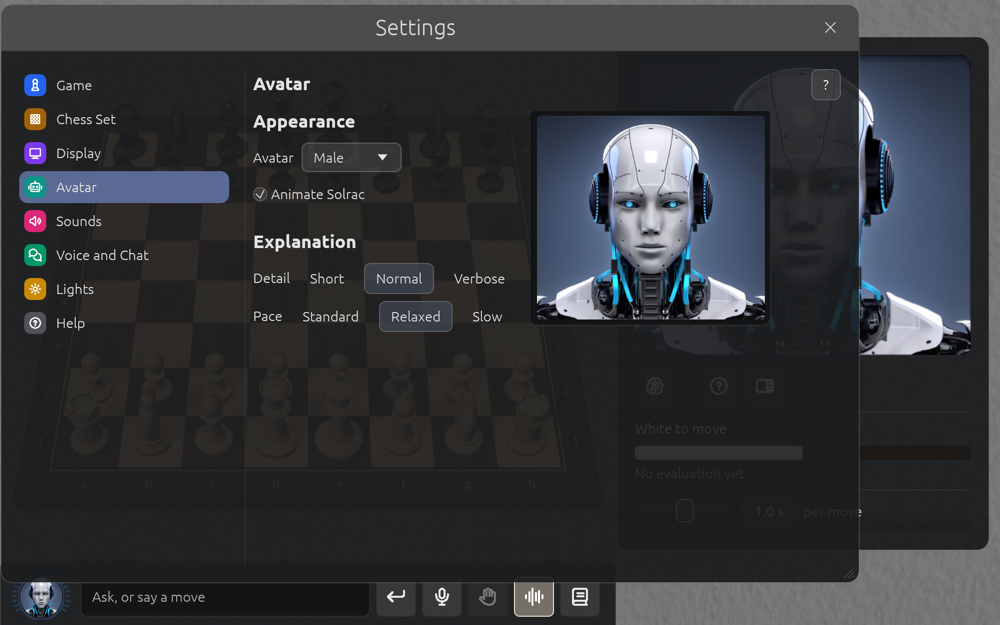 Settings
Game
Chess Set
Display
Avatar
Sounds
Voice and Chat
Lights
Help
Avatar
?
Appearance
Avatar Male
Animate Solrac
Explanation
Detail Short Normal Verbose
Pace Standard Relaxed Slow
White to move
No evaluation yet
1.0 s per move
a b c d e f g h
Ask, or say a move